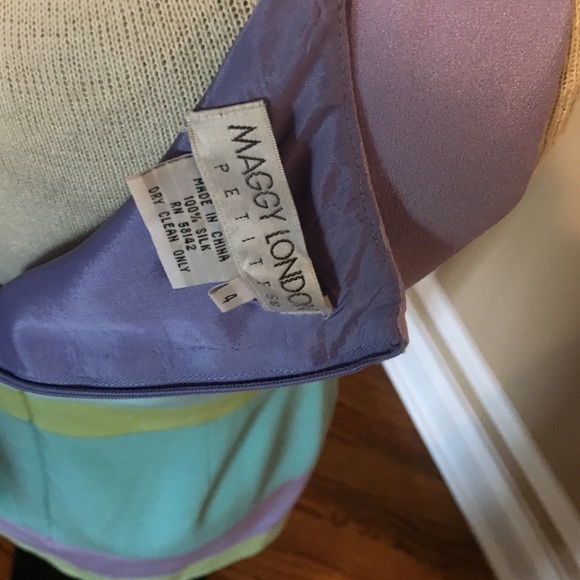 MAGGY LONDON
PETITES
4
MADE IN CHINA
100% SILK
RN 58142
DRY CLEAN ONLY